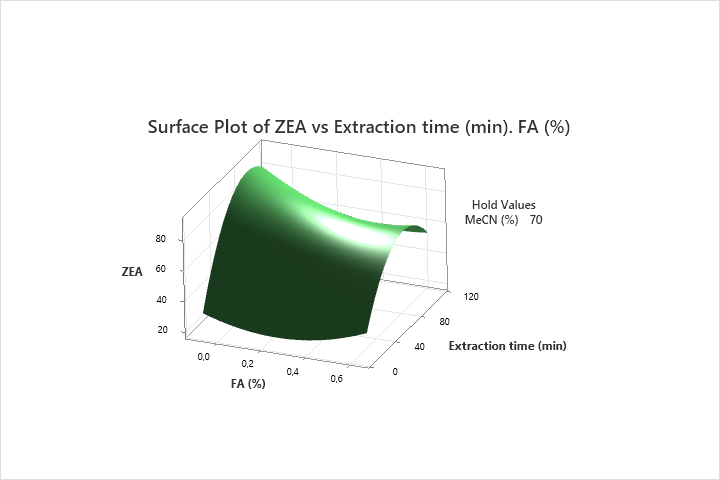 Surface Plot of ZEA vs Extraction time (min). FA (%)
Hold Values
MeCN (%) 70
80
60
40
20
ZEA
0,0
0,2
0,4
0,6
FA (%)
0
40
80
120
Extraction time (min)